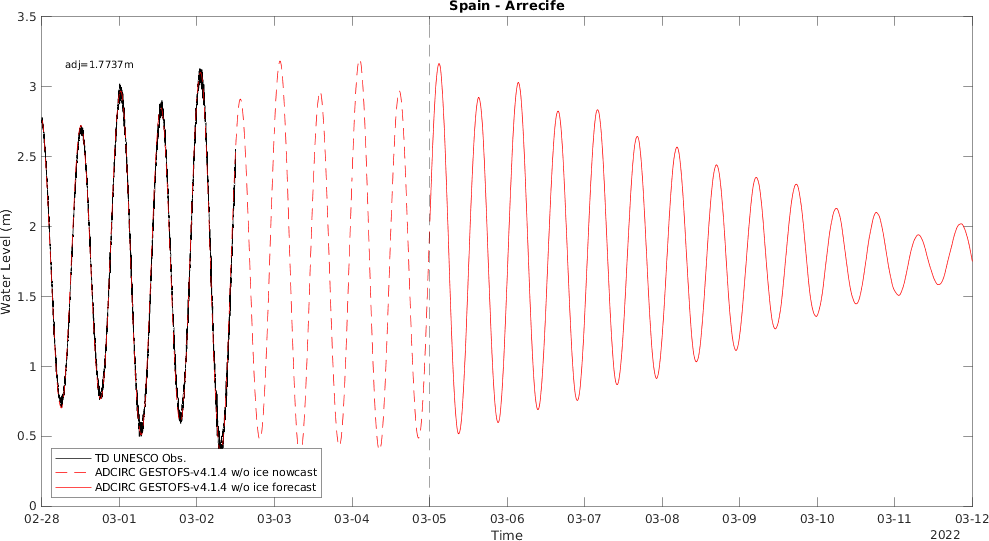 Spain - Arrecife
adj=1.7737m
3.5
3
2.5
2
1.5
1
0.5
0
Water Level (m)
TD UNESCO Obs.
ADCIRC GESTOFS-v4.1.4 w/o ice nowcast
ADCIRC GESTOFS-v4.1.4 w/o ice forecast
02-28 03-01 03-02 03-03 03-04 03-05 03-06 03-07 03-08 03-09 03-10 03-11 03-12
Time
2022